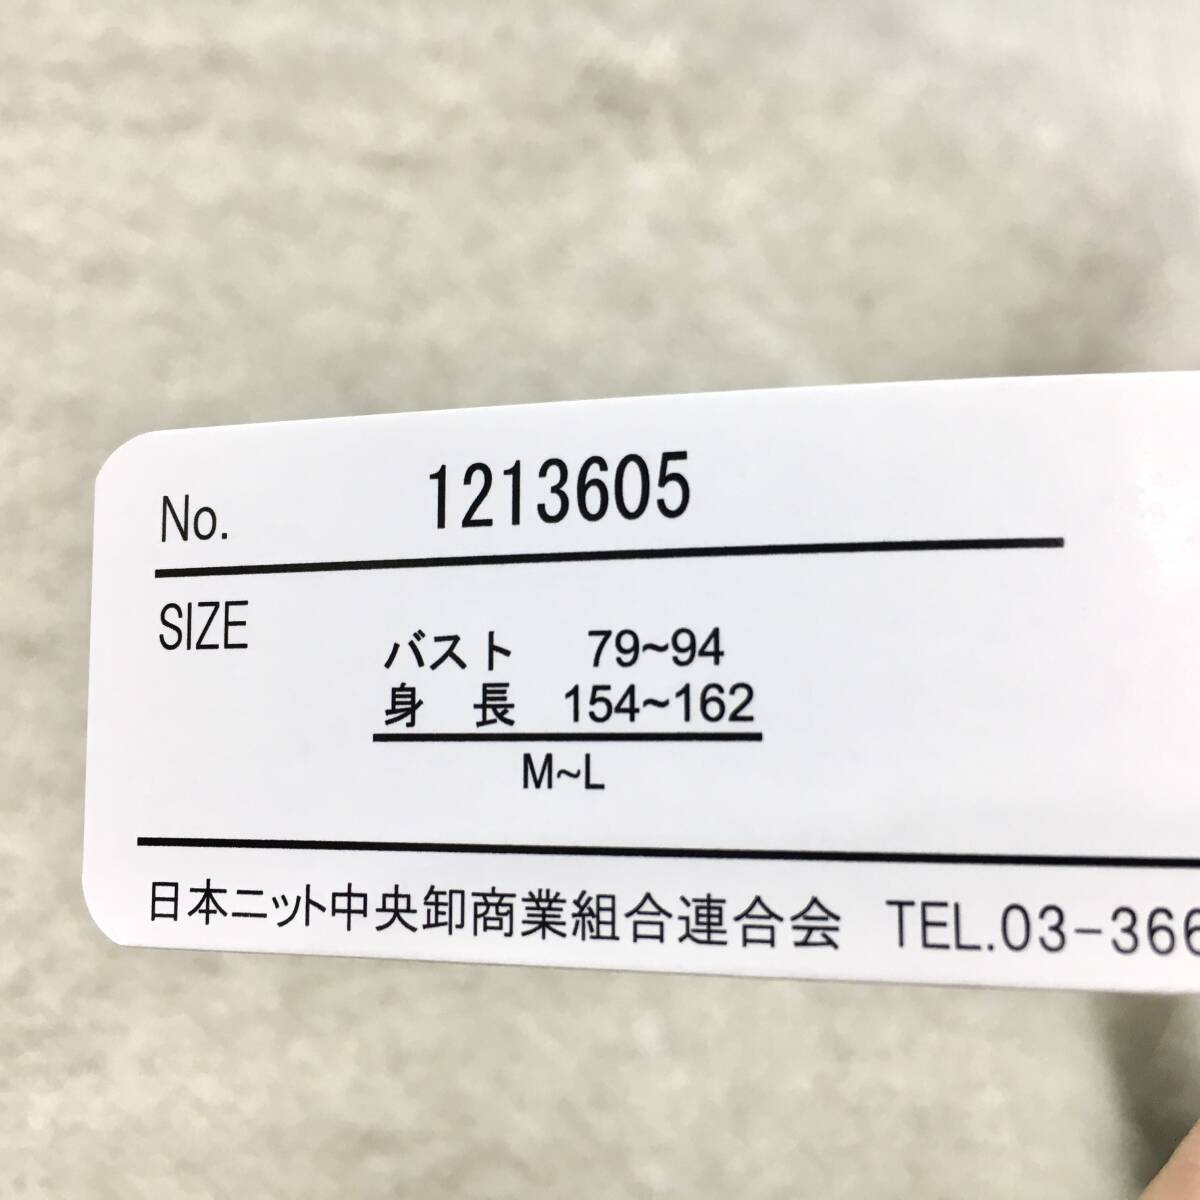 No. 1213605
SIZE
バスト 79~94
身 長 154~162
M~L
日本ニット中央卸商業組合連合会 TEL.03-366